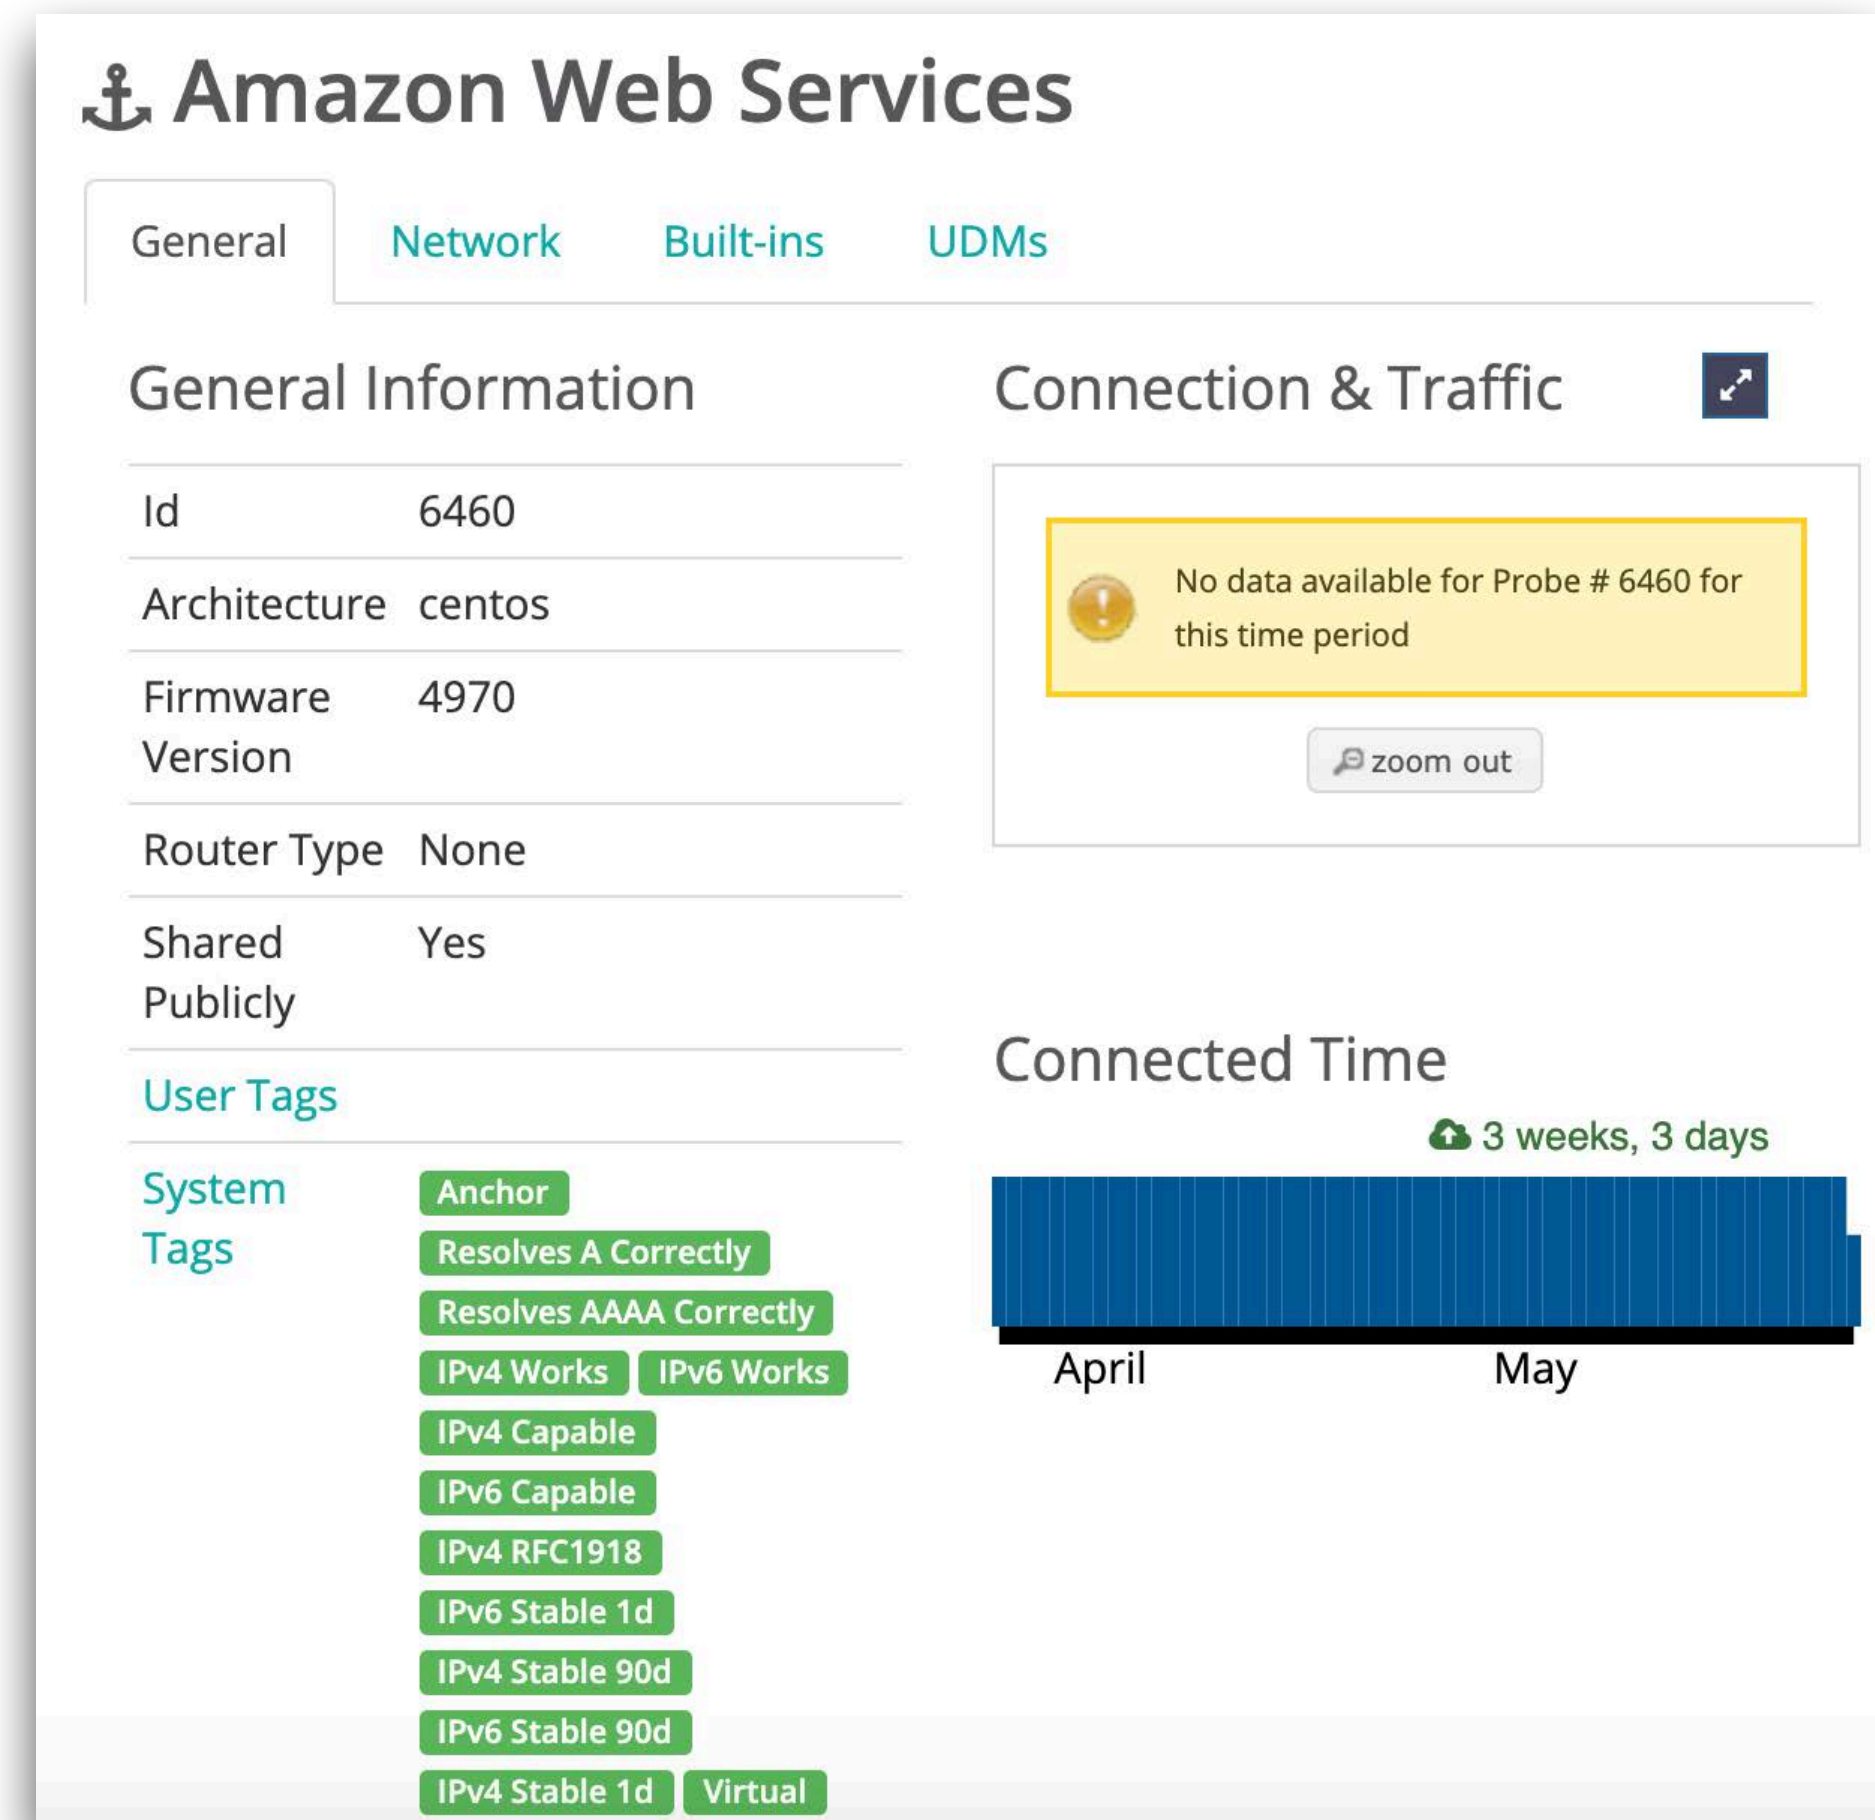 Amazon Web Services
General Network Built-ins UDMs
General Information
Id 6460
Architecture centos
Firmware 4970
Version
Router Type None
Shared Yes
Publicly
User Tags
System Anchor
Tags Resolves A Correctly
Resolves AAAA Correctly
IPv4 Works IPv6 Works
IPv4 Capable
IPv6 Capable
IPv4 RFC1918
IPv6 Stable 1d
IPv4 Stable 90d
IPv6 Stable 90d
IPv4 Stable 1d Virtual
Connection & Traffic
No data available for Probe # 6460 for
this time period
zoom out
Connected Time
3 weeks, 3 days
April May